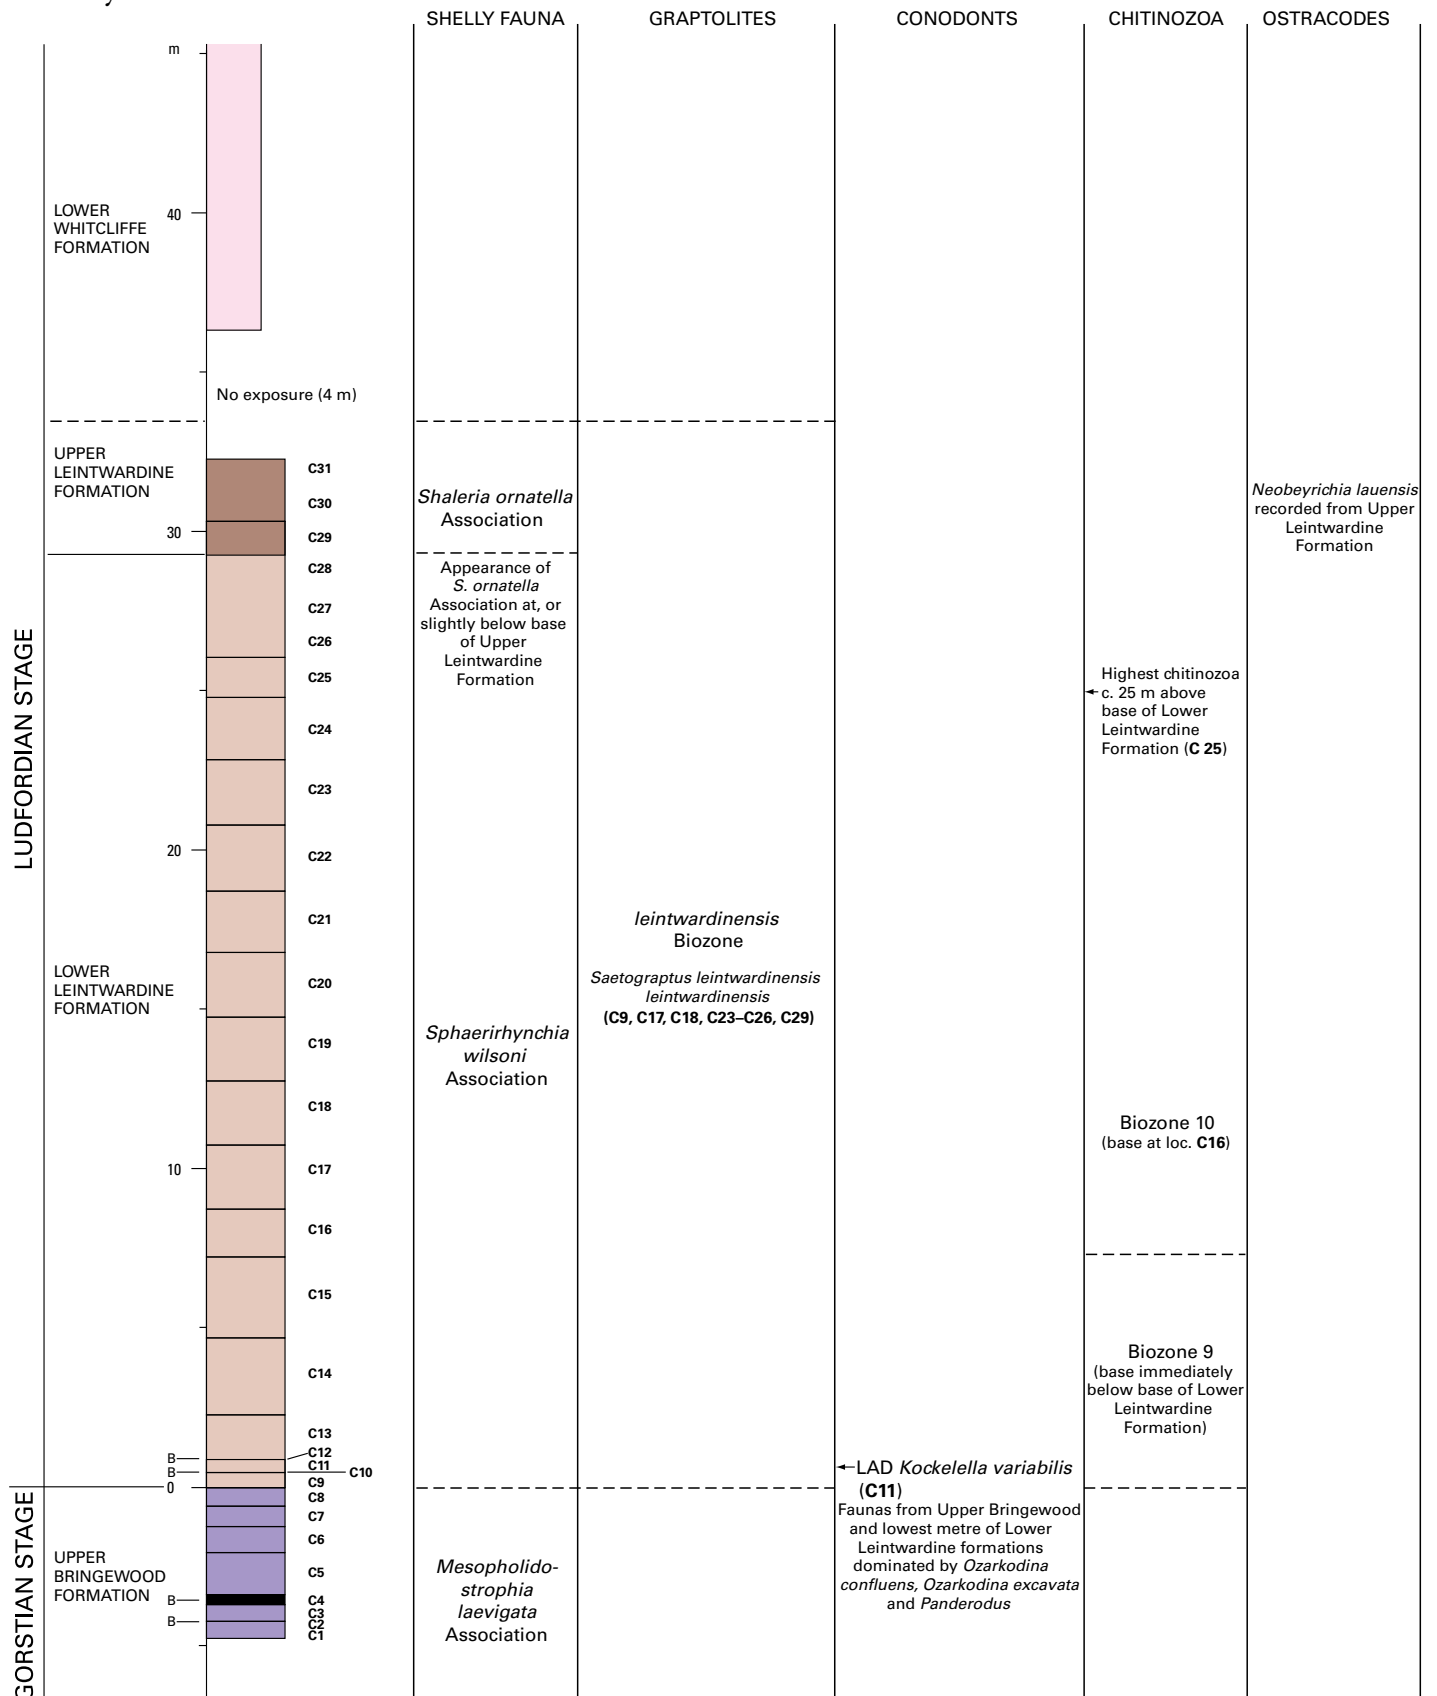 SHELLY FAUNA
GRAPTOLITES
CONODONTS
CHITINOZOA
OSTRACODES
m
LOWER
WHITCLIFFE
FORMATION
40
No exposure (4 m)
UPPER
LEINTWARDINE
FORMATION
30
LOWER
LEINTWARDINE
FORMATION
20
10
0
B
B
UPPER
BRINGEWOOD
FORMATION
B
B
LUDFORDIAN STAGE
GORSTIAN STAGE
C31
C30
C29
C28
C27
C26
C25
C24
C23
C22
C21
C20
C19
C18
C17
C16
C15
C14
C13
C12
C11
C10
C9
C8
C7
C6
C5
C4
C3
C2
C1
Shaleria ornatella
Association
Appearance of
S. ornatella
Association at, or
slightly below base
of Upper
Leintwardine
Formation
Sphaerirhynchia
wilsoni
Association
Mesopholido-
strophia
laevigata
Association
leintwardinensis
Biozone
Saetograptus leintwardinensis
leintwardinensis
(C9, C17, C18, C23–C26, C29)
LAD Kockelella variabilis
(C11)
Faunas from Upper Bringewood
and lowest metre of Lower
Leintwardine formations
dominated by Ozarkodina
confluens, Ozarkodina excavata
and Panderodus
Highest chitinozoa
c. 25 m above
base of Lower
Leintwardine
Formation (C 25)
Biozone 10
(base at loc. C16)
Biozone 9
(base immediately
below base of Lower
Leintwardine
Formation)
Neobeyrichia lauensis
recorded from Upper
Leintwardine
Formation